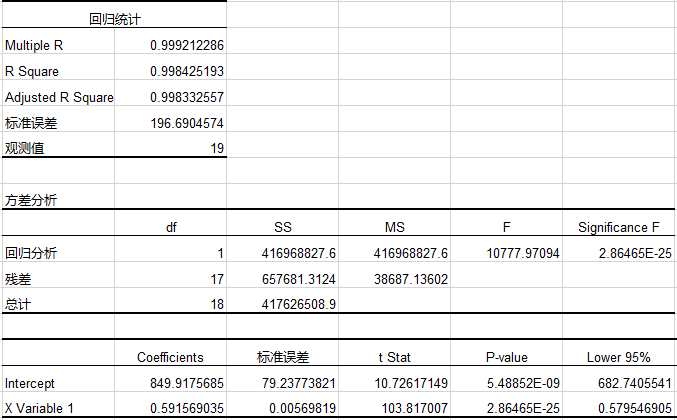 回归统计
Multiple R 0.999212286
R Square 0.998425193
Adjusted R Square 0.998332557
标准误差 196.6904574
观测值 19
方差分析
df SS MS F Significance F
回归分析 1 416968827.6 416968827.6 10777.97094 2.86465E-25
残差 17 657681.3124 38687.13602
总计 18 417626508.9
Coefficients 标准误差 t Stat P-value Lower 95%
Intercept 849.9175685 79.23773821 10.72617149 5.48852E-09 682.7405541
X Variable 1 0.591569035 0.00569819 103.817007 2.86465E-25 0.579546905